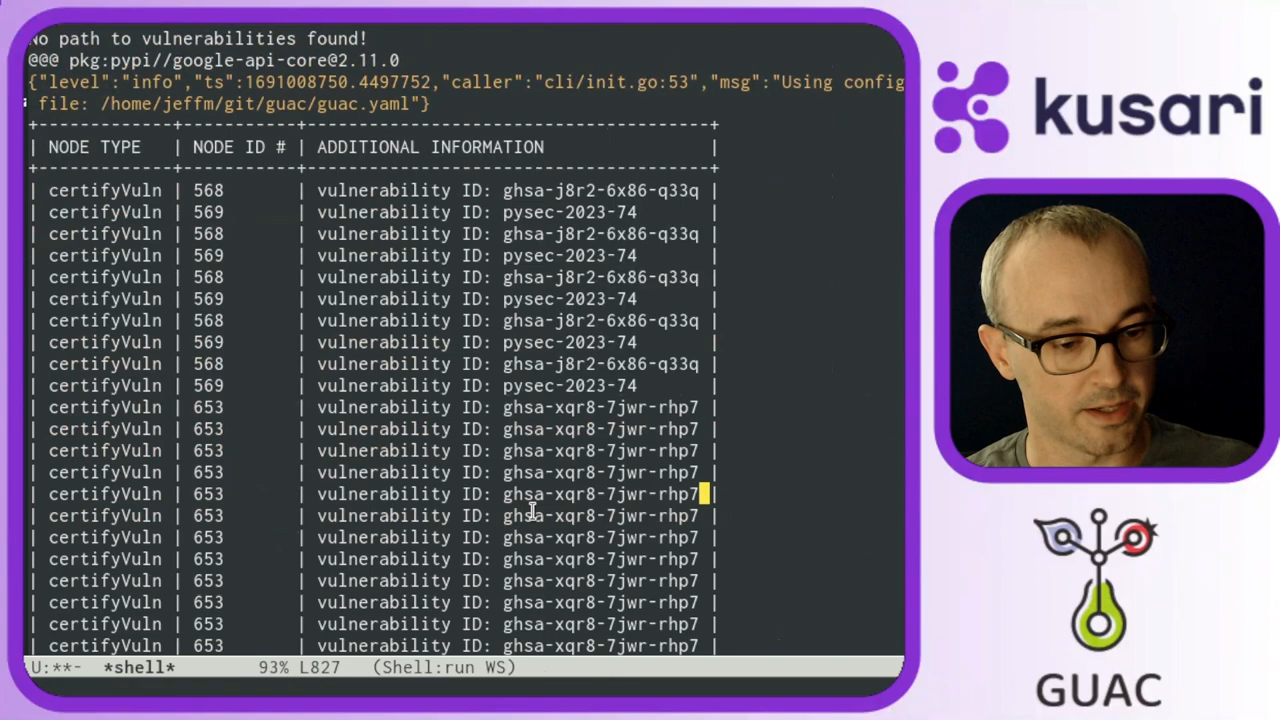 No path to vulnerabilities found!
@@@ pkg:pypi//google-api-core@2.11.0
{"level":"info","ts":1691008750.4497752,"caller":"cli/init.go:53","msg":"Using config
file: /home/jeffm/git/guac/guac.yaml"}
+-------------+-----------+------------------------------------+
| NODE TYPE | NODE ID # | ADDITIONAL INFORMATION |
+-------------+-----------+------------------------------------+
| certifyVuln | 568 | vulnerability ID: ghsa-j8r2-6x86-q33q |
| certifyVuln | 569 | vulnerability ID: pysec-2023-74 |
| certifyVuln | 568 | vulnerability ID: ghsa-j8r2-6x86-q33q |
| certifyVuln | 569 | vulnerability ID: pysec-2023-74 |
| certifyVuln | 568 | vulnerability ID: ghsa-j8r2-6x86-q33q |
| certifyVuln | 569 | vulnerability ID: pysec-2023-74 |
| certifyVuln | 568 | vulnerability ID: ghsa-j8r2-6x86-q33q |
| certifyVuln | 569 | vulnerability ID: pysec-2023-74 |
| certifyVuln | 568 | vulnerability ID: ghsa-j8r2-6x86-q33q |
| certifyVuln | 569 | vulnerability ID: pysec-2023-74 |
| certifyVuln | 653 | vulnerability ID: ghsa-xqr8-7jwr-rhp7 |
| certifyVuln | 653 | vulnerability ID: ghsa-xqr8-7jwr-rhp7 |
| certifyVuln | 653 | vulnerability ID: ghsa-xqr8-7jwr-rhp7 |
| certifyVuln | 653 | vulnerability ID: ghsa-xqr8-7jwr-rhp7 |
| certifyVuln | 653 | vulnerability ID: ghsa-xqr8-7jwr-rhp7 |
| certifyVuln | 653 | vulnerability ID: ghsa-xqr8-7jwr-rhp7 |
| certifyVuln | 653 | vulnerability ID: ghsa-xqr8-7jwr-rhp7 |
| certifyVuln | 653 | vulnerability ID: ghsa-xqr8-7jwr-rhp7 |
| certifyVuln | 653 | vulnerability ID: ghsa-xqr8-7jwr-rhp7 |
| certifyVuln | 653 | vulnerability ID: ghsa-xqr8-7jwr-rhp7 |
| certifyVuln | 653 | vulnerability ID: ghsa-xqr8-7jwr-rhp7 |
| certifyVuln | 653 | vulnerability ID: ghsa-xqr8-7jwr-rhp7 |
U:**- *shell* 93% L827 (Shell:run WS)
kusari
GUAC